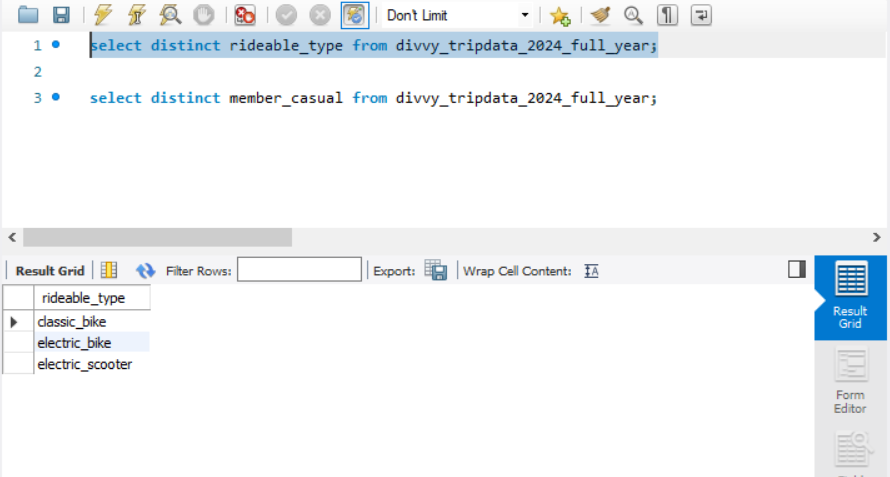 Don't Limit
1 select distinct rideable_type from divvy_tripdata_2024_full_year;
2
3 select distinct member_casual from divvy_tripdata_2024_full_year;
Result Grid Filter Rows: Export: Wrap Cell Content: IA
rideable_type
classic_bike
electric_bike
electric_scooter
Result
Grid
Form
Editor